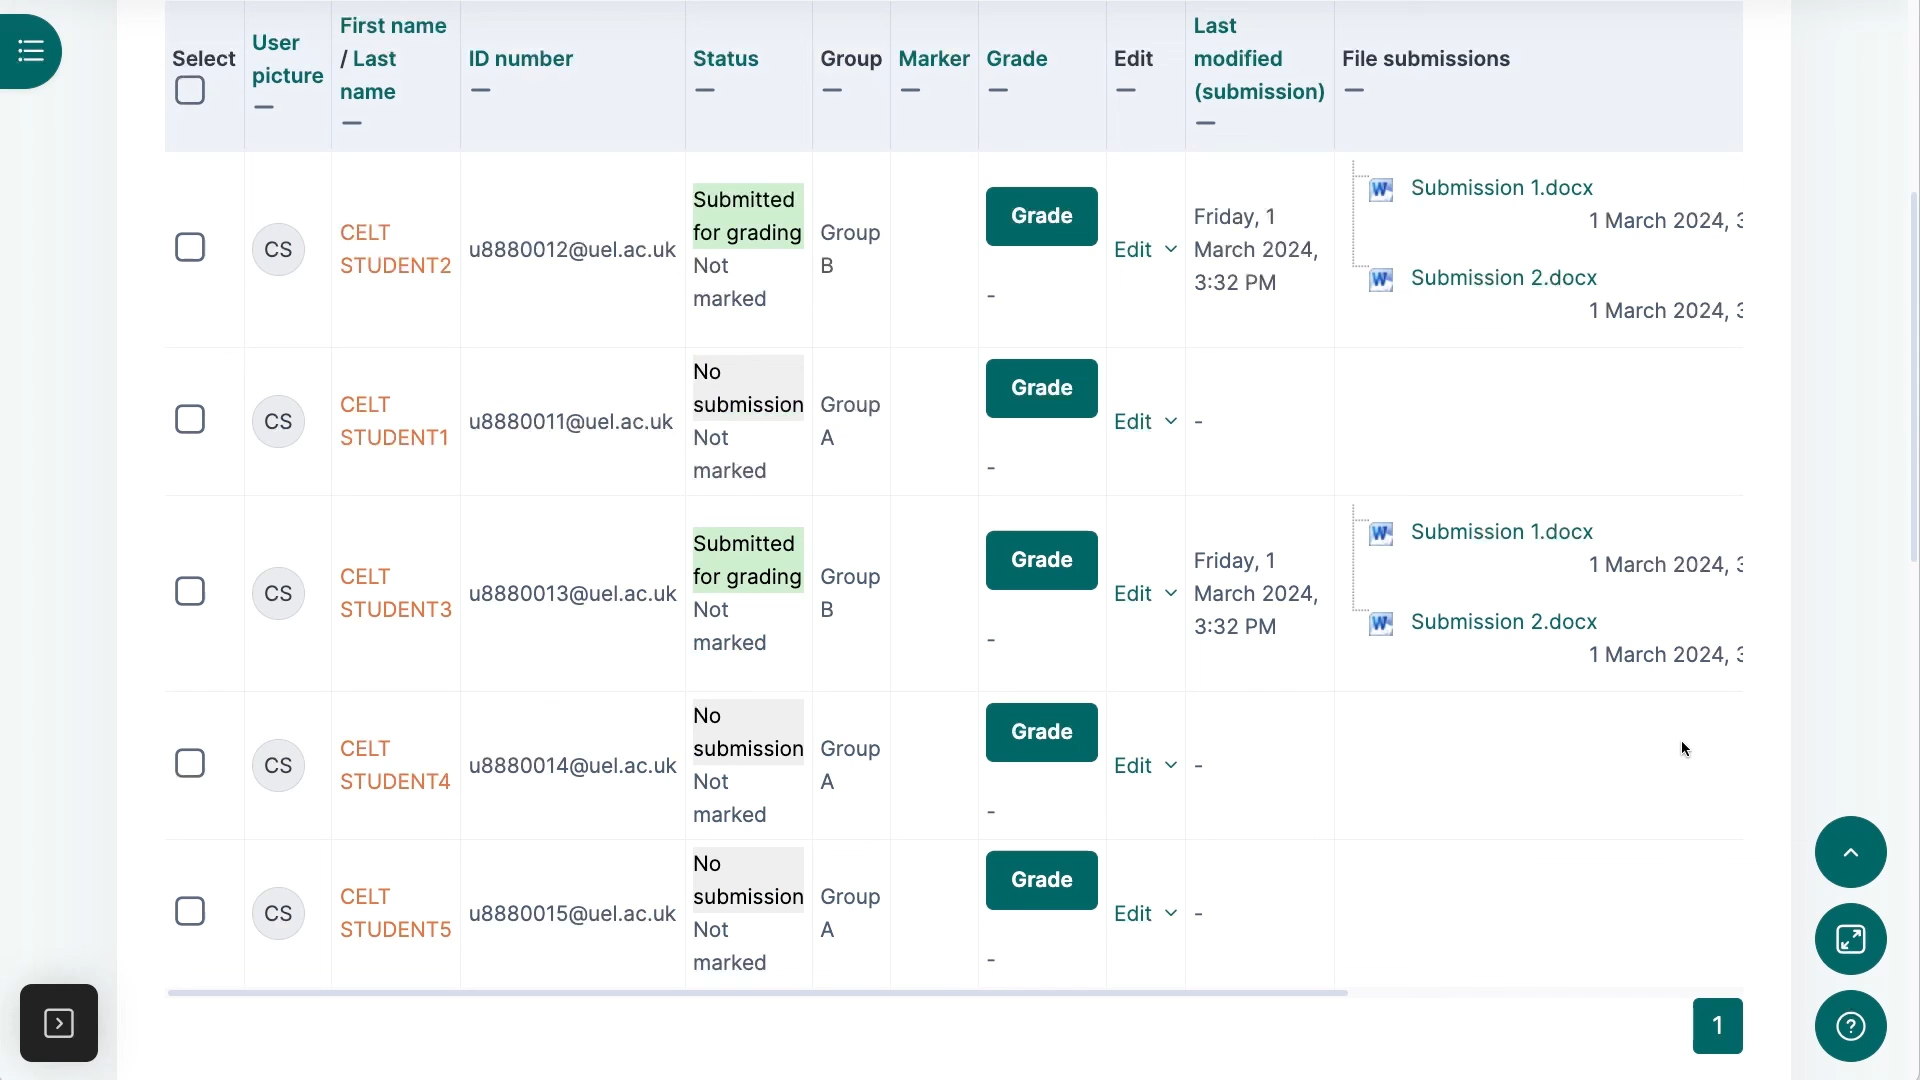 Select
User
picture
First name
/ Last
name
ID number
Status
Group
Marker
Grade
Edit
Last
modified
(submission)
File submissions
CS
CELT
STUDENT2
u8880012@uel.ac.uk
Submitted
for grading
Not
marked
Group
B
Grade
-
Edit
Friday, 1
March 2024,
3:32 PM
Submission 1.docx
1 March 2024, 3
Submission 2.docx
1 March 2024, 3
CS
CELT
STUDENT1
u8880011@uel.ac.uk
No
submission
Not
marked
Group
A
Grade
-
Edit
-
CS
CELT
STUDENT3
u8880013@uel.ac.uk
Submitted
for grading
Not
marked
Group
B
Grade
-
Edit
Friday, 1
March 2024,
3:32 PM
Submission 1.docx
1 March 2024, 3
Submission 2.docx
1 March 2024, 3
CS
CELT
STUDENT4
u8880014@uel.ac.uk
No
submission
Not
marked
Group
A
Grade
-
Edit
-
CS
CELT
STUDENT5
u8880015@uel.ac.uk
No
submission
Not
marked
Group
A
Grade
-
Edit
-
1